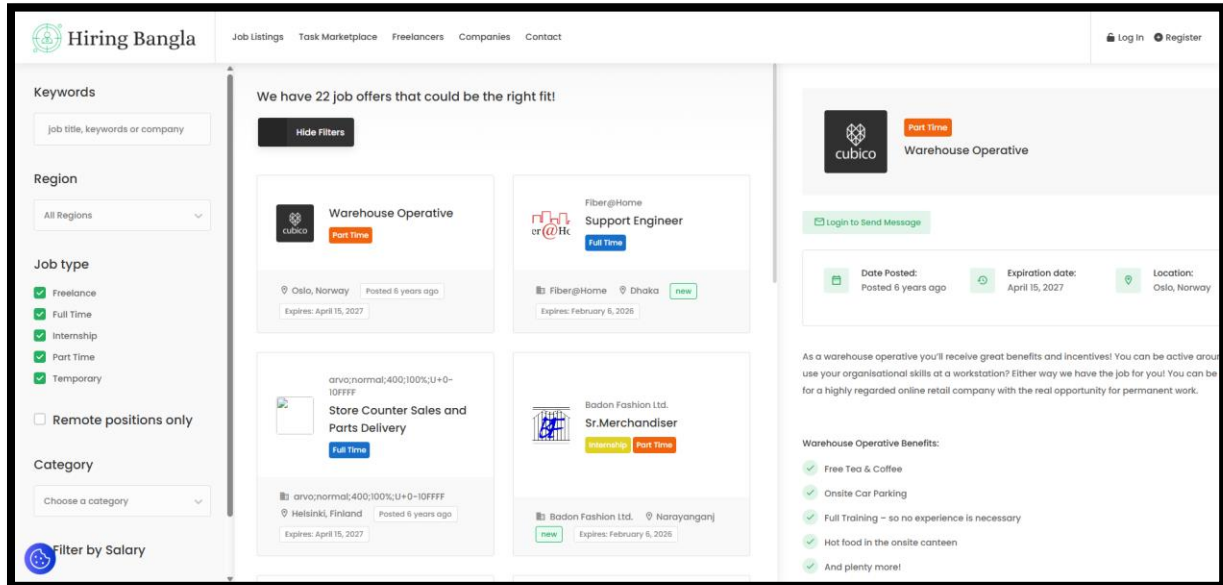 Hiring Bangla
Job Listings Task Marketplace Freelancers Companies Contact
Log In Register
Keywords
job title, keywords or company
Region
All Regions
Job type
Freelance
Full Time
Internship
Part Time
Temporary
Remote positions only
Category
Choose a category
Filter by Salary
We have 22 job offers that could be the right fit!
Hide Filters
cubico
Warehouse Operative
Part Time
Oslo, Norway Posted 6 years ago
Expires: April 15, 2027
er@Hc
Fiber@Home
Support Engineer
Full Time
Fiber@Home Dhaka new
Expires: February 6, 2026
arvo;normal;400;100%;U+0-
10FFFF
Store Counter Sales and
Parts Delivery
Full Time
arvo;normal;400;100%;U+0-10FFFF
Helsinki, Finland Posted 6 years ago
Expires: April 15, 2027
BF
Badon Fashion Ltd.
Sr.Merchandiser
Internship Part Time
Badon Fashion Ltd. Narayanganj
new Expires: February 6, 2026
cubico
Part Time
Warehouse Operative
Login to Send Message
Date Posted:
Posted 6 years ago
Expiration date:
April 15, 2027
Location:
Oslo, Norway
As a warehouse operative you'll receive great benefits and incentives! You can be active arou
use your organisational skills at a workstation? Either way we have the job for you! You can be
for a highly regarded online retail company with the real opportunity for permanent work.
Warehouse Operative Benefits:
Free Tea & Coffee
Onsite Car Parking
Full Training – so no experience is necessary
Hot food in the onsite canteen
And plenty more!